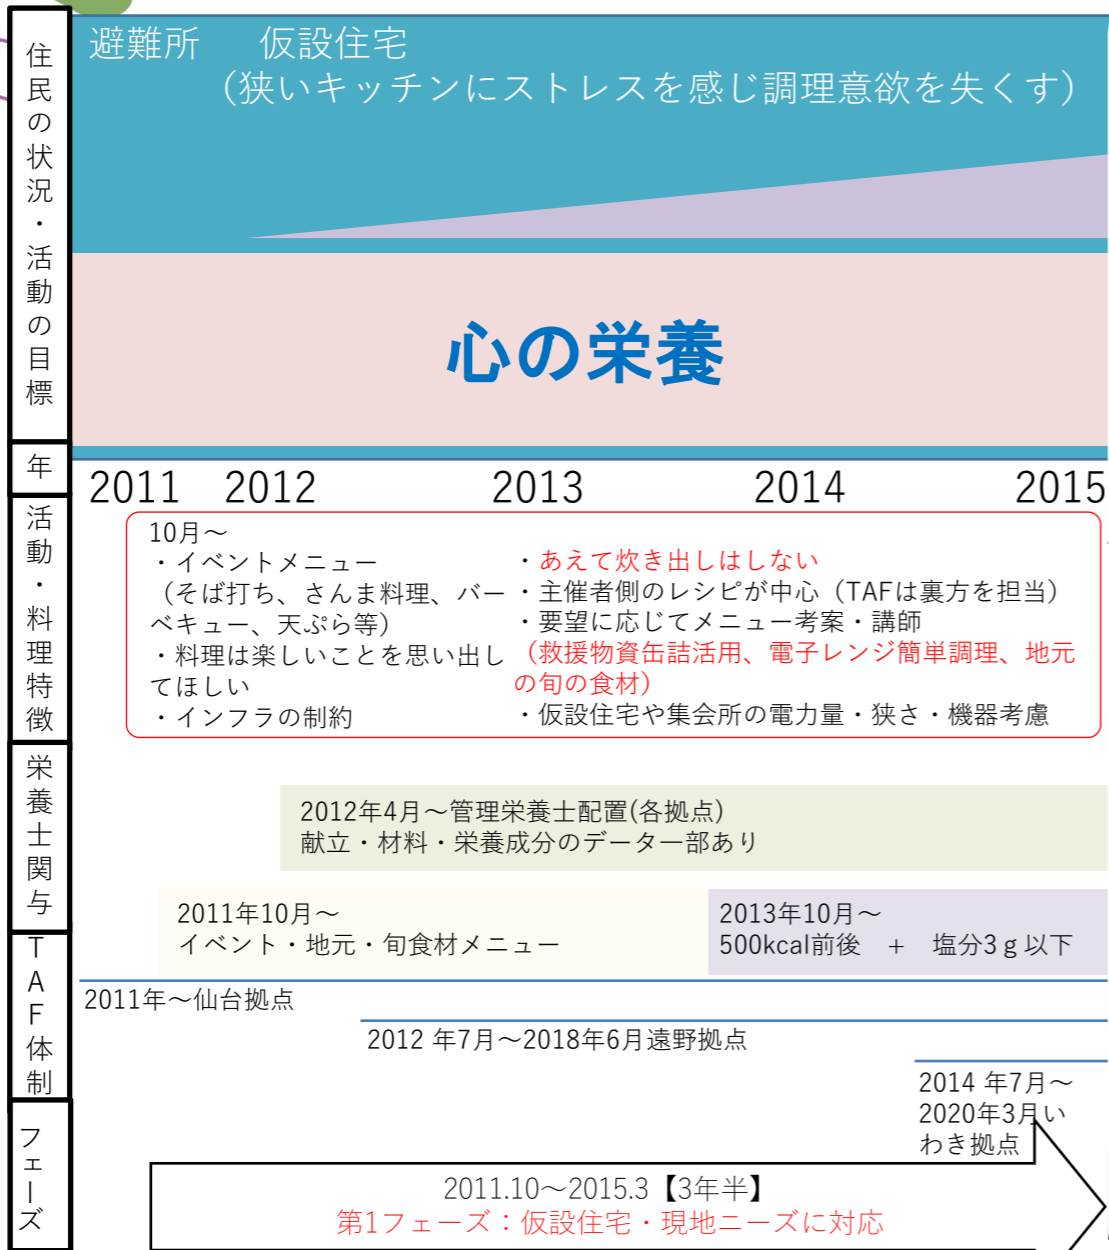 住民の状況・活動の目標
避難所 仮設住宅
（狭いキッチンにストレスを感じ調理意欲を失くす）
心の栄養
年
2011 2012 2013 2014 2015
活動・料理特徴
10月～
・イベントメニュー
（そば打ち、さんま料理、バー
ベキュー、天ぷら等）
・料理は楽しいことを思い出し
てほしい
・インフラの制約
・あえて炊き出しはしない
・主催者側のレシピが中心（TAFは裏方を担当）
・要望に応じてメニュー考案・講師
（救援物資缶詰活用、電子レンジ簡単調理、地元
の旬の食材）
・仮設住宅や集会所の電力量・狭さ・機器考慮
栄養士関与
2012年4月～管理栄養士配置(各拠点)
献立・材料・栄養成分のデータ一部あり
2011年10月～
イベント・地元・旬食材メニュー
2013年10月～
500kcal前後 + 塩分3ｇ以下
TAF体制
2011年～仙台拠点
2012 年7月～2018年6月遠野拠点
2014 年7月～
2020年3月い
わき拠点
フェーズ
2011.10～2015.3【3年半】
第1フェーズ：仮設住宅・現地ニーズに対応